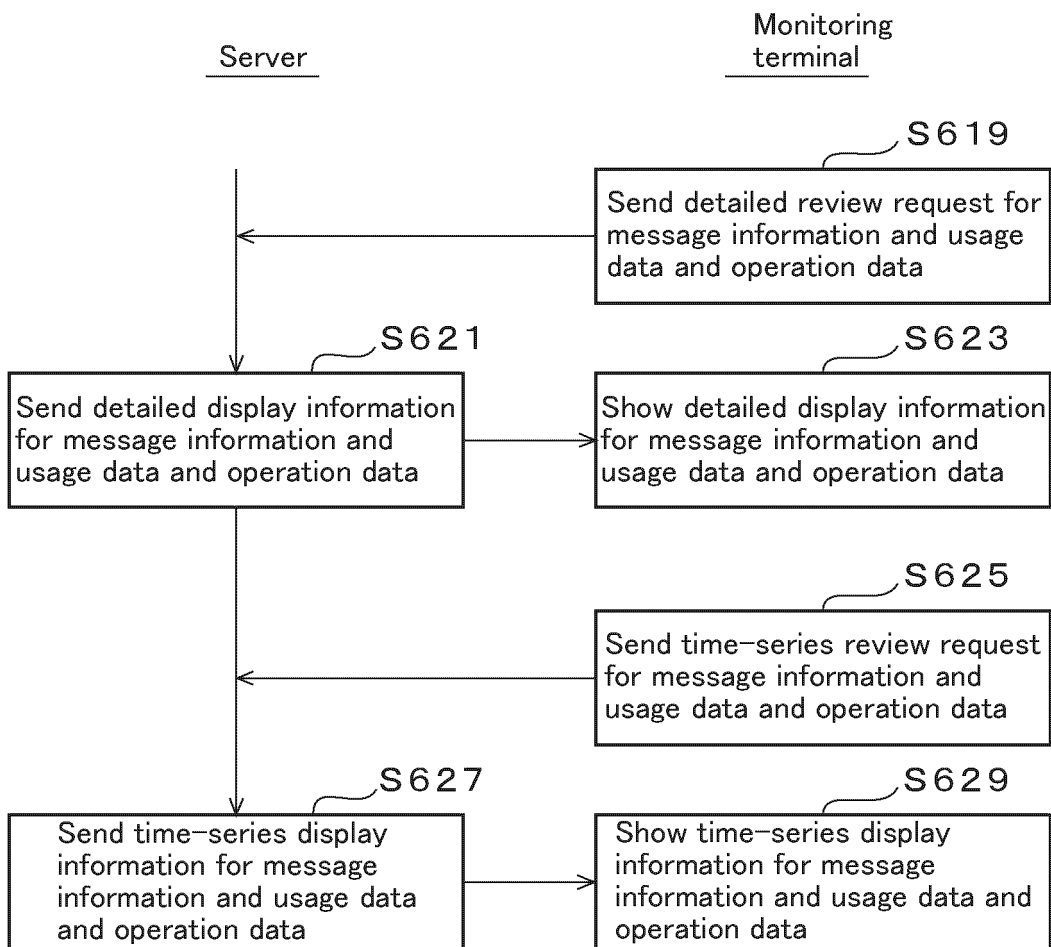 Server
Monitoring
terminal
S619
Send detailed review request for
message information and usage
data and operation data
S621
Send detailed display information
for message information and
usage data and operation data
S623
Show detailed display information
for message information and
usage data and operation data
S625
Send time-series review request
for message information and
usage data and operation data
S627
Send time-series display
information for message
information and usage data
and operation data
S629
Show time-series display
information for message
information and usage data and
operation data